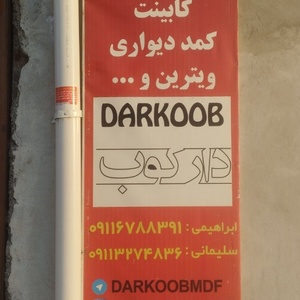 کابینت
کمد دیواری
ویترین و ...
DARKOOB
دارکوب
ابراهیمی : ۰۹۱۱۶۷۸۸۳۹۱
سلیمانی : ۰۹۱۱۳۲۷۴۸۳۶
DARKOOBMDF